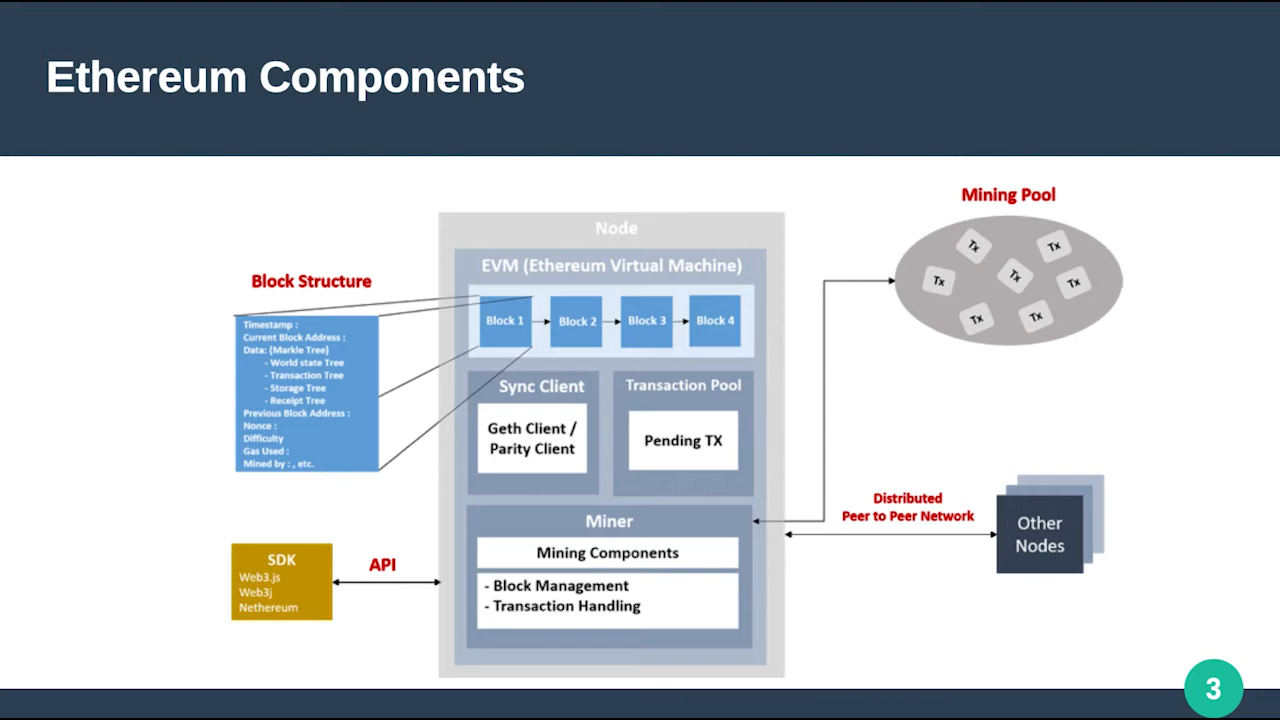 Ethereum Components
Mining Pool
Tx
Tx
Tx
Tx
Tx
Tx
Tx
Node
EVM (Ethereum Virtual Machine)
Block 1
Block 2
Block 3
Block 4
Block Structure
Timestamp :
Current Block Address :
Data: (Markle Tree)
- World state Tree
- Transaction Tree
- Storage Tree
- Receipt Tree
Previous Block Address :
Nonce :
Difficulty
Gas Used :
Mined by : , etc.
Sync Client
Geth Client /
Parity Client
Transaction Pool
Pending TX
Miner
Mining Components
- Block Management
- Transaction Handling
SDK
Web3.js
Web3j
Nethereum
API
Distributed
Peer to Peer Network
Other
Nodes
3